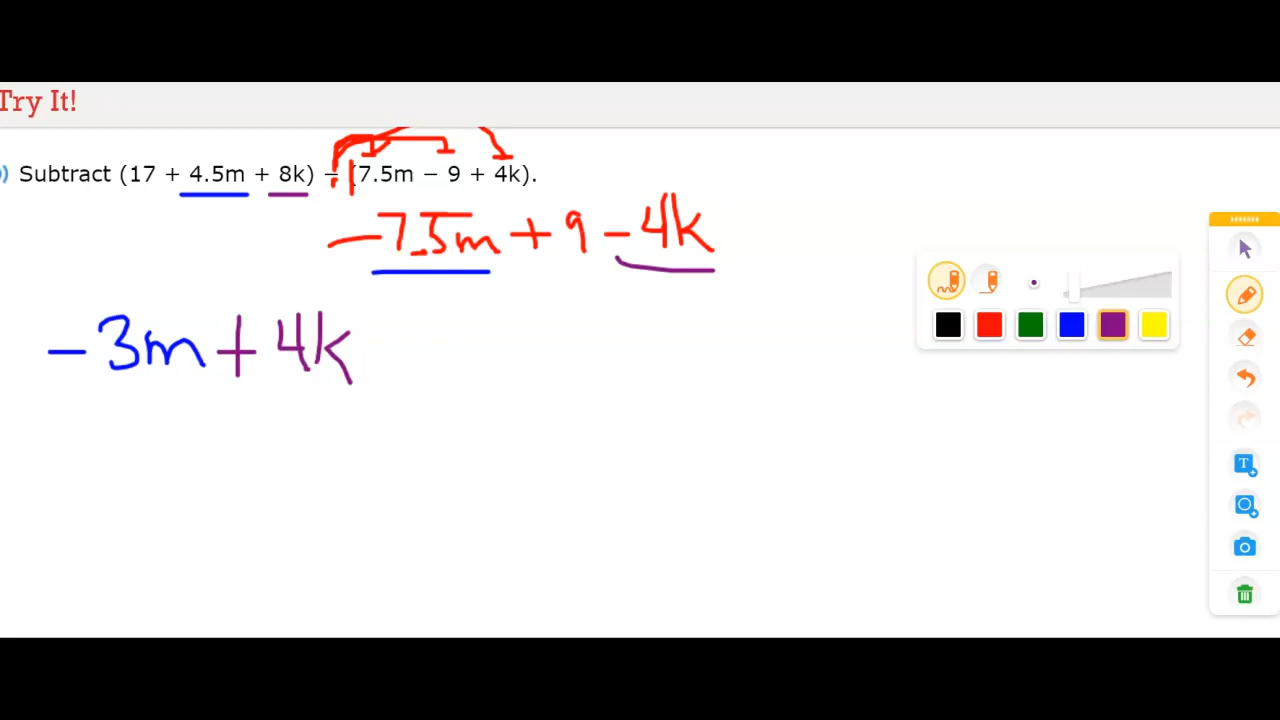 Try It!
Subtract (17 + 4.5m + 8k) − (7.5m − 9 + 4k).
-7.5m + 9 - 4k
-3m + 4k
T